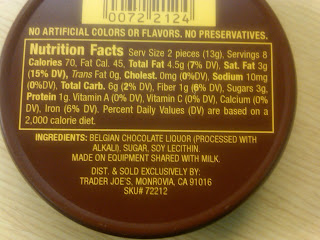 0072 2124
NO ARTIFICIAL COLORS OR FLAVORS. NO PRESERVATIVES.
Nutrition Facts Serv Size 2 pieces (13g), Servings 8
Calories 70, Fat Cal. 45, Total Fat 4.5g (7% DV), Sat. Fat 3g
(15% DV), Trans Fat 0g, Cholest. 0mg (0%DV), Sodium 10mg
(0%DV), Total Carb. 6g (2% DV), Fiber 1g (6% DV), Sugars 3g,
Protein 1g. Vitamin A (0% DV), Vitamin C (0% DV), Calcium (0%
DV), Iron (6% DV). Percent Daily Values (DV) are based on a
2,000 calorie diet.
INGREDIENTS: BELGIAN CHOCOLATE LIQUOR (PROCESSED WITH
ALKALI), SUGAR, SOY LECITHIN.
MADE ON EQUIPMENT SHARED WITH MILK.
DIST. & SOLD EXCLUSIVELY BY:
TRADER JOE'S, MONROVIA, CA 91016
SKU# 72212